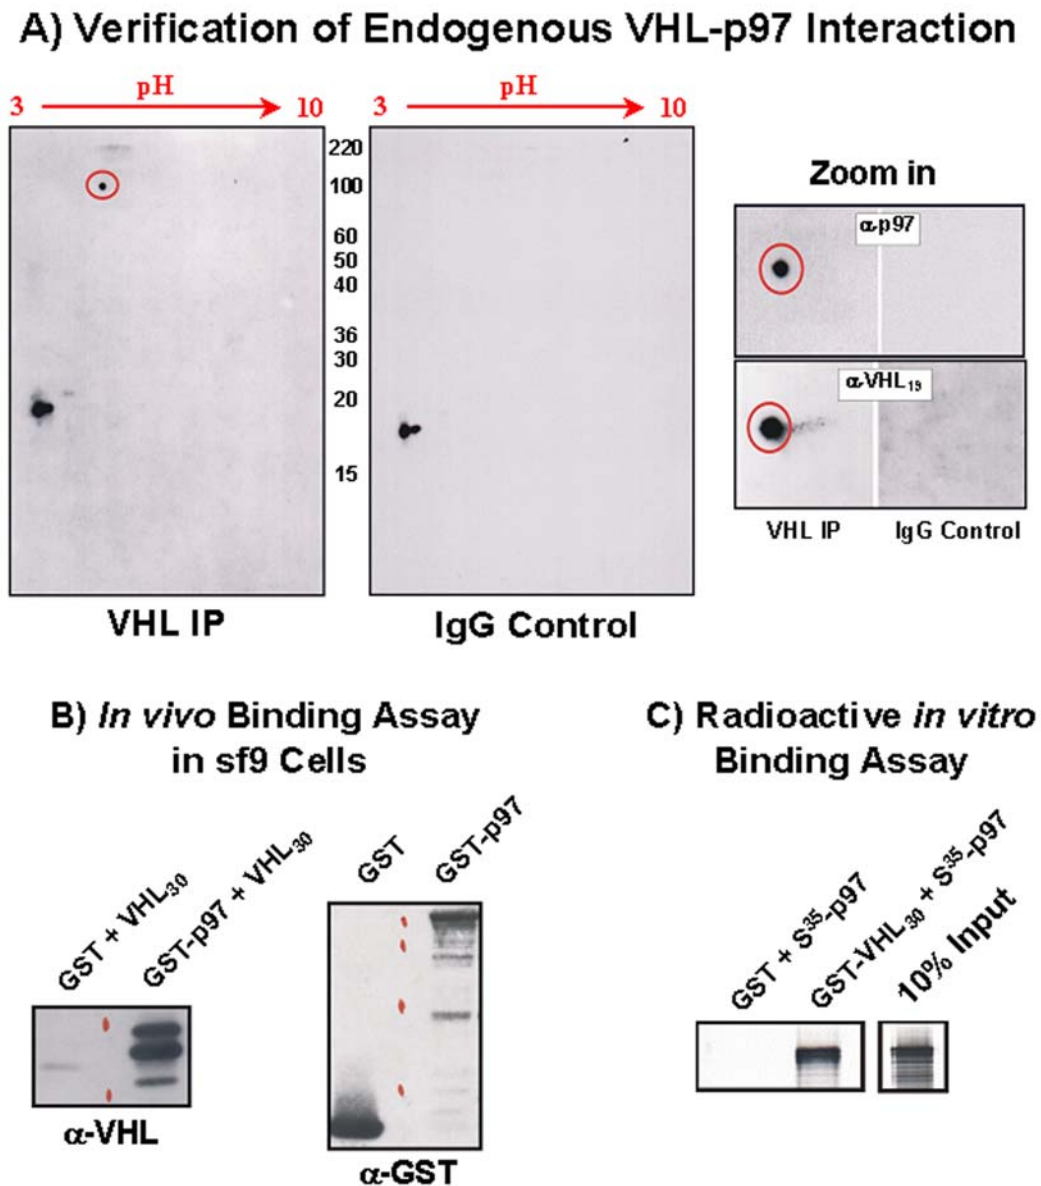 A) Verification of Endogenous VHL-p97 Interaction
3 pH 10
3 pH 10
220
100
60
50
40
36
30
20
15
Zoom in
α-p97
α-VHL₁₉
VHL IP IgG Control
VHL IP
IgG Control
B) In vivo Binding Assay
in sf9 Cells
GST + VHL₃₀
GST-p97 + VHL₃₀
α-VHL
GST
GST-p97
α-GST
C) Radioactive in vitro
Binding Assay
GST + S³⁵-p97
GST-VHL₃₀ + S³⁵-p97
10% Input